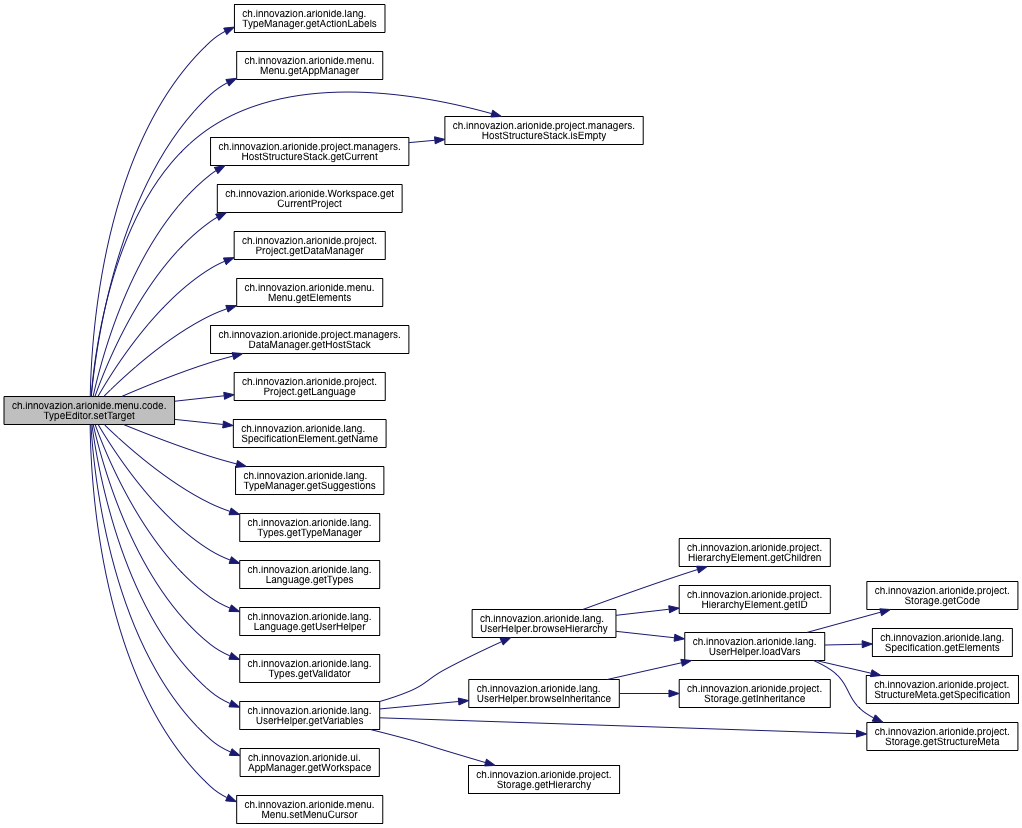 ch.innovazion.arionide.lang.
TypeManager.getActionLabels
ch.innovazion.arionide.menu.
Menu.getAppManager
ch.innovazion.arionide.project.managers.
HostStructureStack.isEmpty
ch.innovazion.arionide.project.managers.
HostStructureStack.getCurrent
ch.innovazion.arionide.Workspace.get
CurrentProject
ch.innovazion.arionide.project.
Project.getDataManager
ch.innovazion.arionide.menu.
Menu.getElements
ch.innovazion.arionide.project.managers.
DataManager.getHostStack
ch.innovazion.arionide.project.
Project.getLanguage
ch.innovazion.arionide.menu.code.
TypeEditor.setTarget
ch.innovazion.arionide.lang.
SpecificationElement.getName
ch.innovazion.arionide.lang.
TypeManager.getSuggestions
ch.innovazion.arionide.lang.
Types.getTypeManager
ch.innovazion.arionide.lang.
Language.getTypes
ch.innovazion.arionide.lang.
Language.getUserHelper
ch.innovazion.arionide.lang.
Types.getValidator
ch.innovazion.arionide.lang.
UserHelper.getVariables
ch.innovazion.arionide.ui.
AppManager.getWorkspace
ch.innovazion.arionide.menu.
Menu.setMenuCursor
ch.innovazion.arionide.lang.
UserHelper.browseHierarchy
ch.innovazion.arionide.lang.
UserHelper.browseInheritance
ch.innovazion.arionide.project.
Storage.getHierarchy
ch.innovazion.arionide.project.
HierarchyElement.getChildren
ch.innovazion.arionide.project.
HierarchyElement.getID
ch.innovazion.arionide.lang.
UserHelper.loadVars
ch.innovazion.arionide.project.
Storage.getInheritance
ch.innovazion.arionide.project.
Storage.getCode
ch.innovazion.arionide.lang.
Specification.getElements
ch.innovazion.arionide.project.
StructureMeta.getSpecification
ch.innovazion.arionide.project.
Storage.getStructureMeta